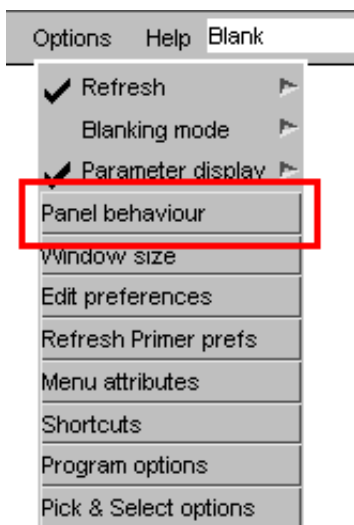 Options Help Blank
Refresh
Blanking mode
Parameter display
Panel behaviour
Window size
Edit preferences
Refresh Primer prefs
Menu attributes
Shortcuts
Program options
Pick & Select options